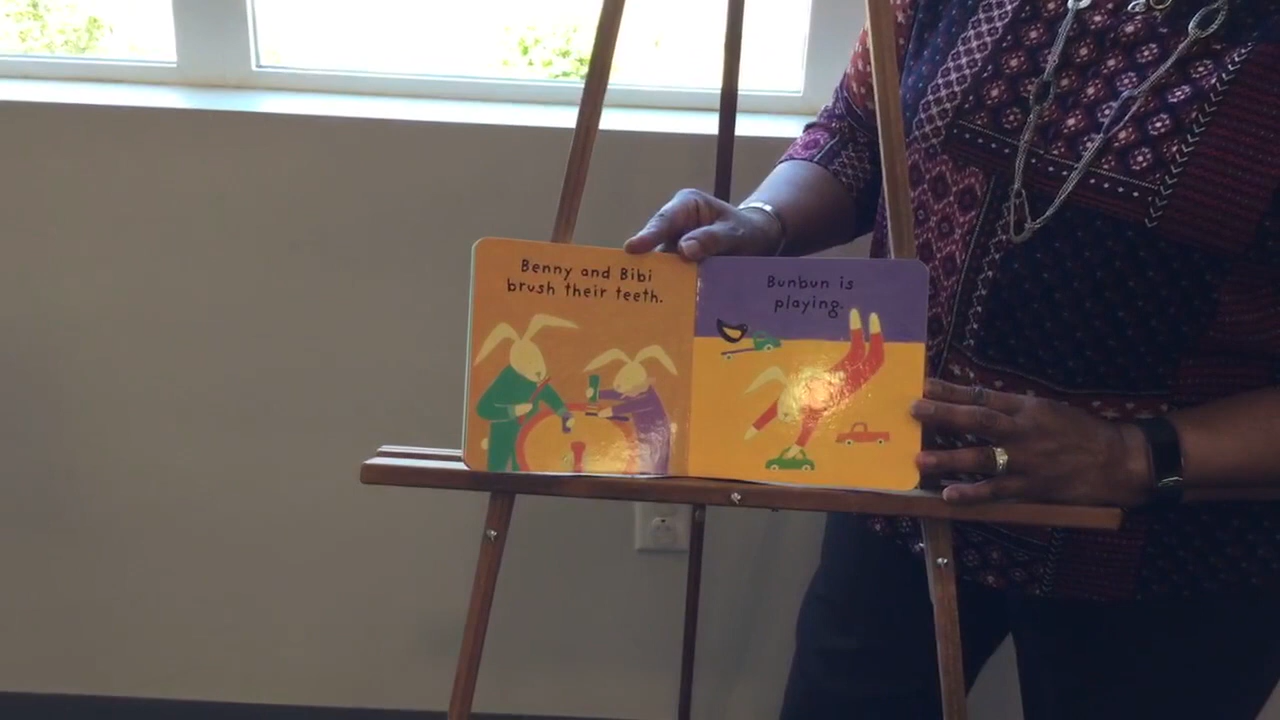 Benny and Bibi
brush their teeth.
Bunbun is
playing.